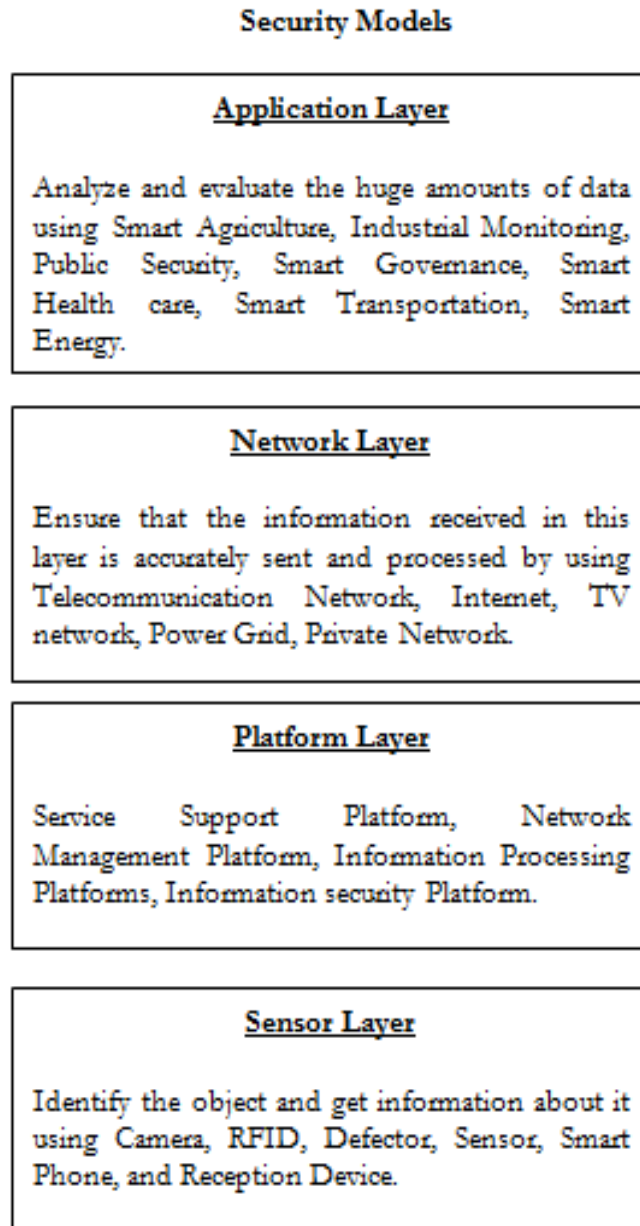 Security Models
Application Layer
Analyze and evaluate the huge amounts of data
using Smart Agriculture, Industrial Monitoring,
Public Security, Smart Governance, Smart
Health care, Smart Transportation, Smart
Energy.
Network Layer
Ensure that the information received in this
layer is accurately sent and processed by using
Telecommunication Network, Internet, TV
network, Power Grid, Private Network.
Platform Layer
Service Support Platform, Network
Management Platform, Information Processing
Platforms, Information security Platform.
Sensor Layer
Identify the object and get information about it
using Camera, RFID, Defector, Sensor, Smart
Phone, and Reception Device.